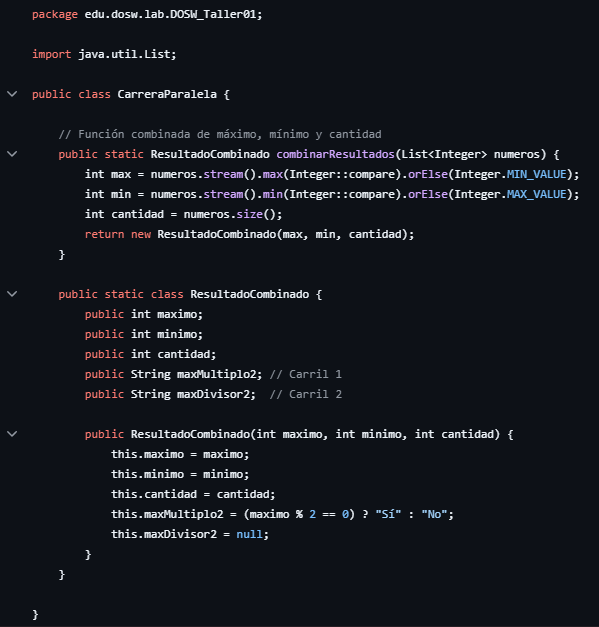 package edu.dosw.lab.DOSW_Taller01;

import java.util.List;

public class CarreraParalela {

    // Función combinada de máximo, mínimo y cantidad
    public static ResultadoCombinado combinarResultados(List<Integer> numeros) {
        int max = numeros.stream().max(Integer::compare).orElse(Integer.MIN_VALUE);
        int min = numeros.stream().min(Integer::compare).orElse(Integer.MAX_VALUE);
        int cantidad = numeros.size();
        return new ResultadoCombinado(max, min, cantidad);
    }

    public static class ResultadoCombinado {
        public int maximo;
        public int minimo;
        public int cantidad;
        public String maxMultiplo2; // Carril 1
        public String maxDivisor2;  // Carril 2

        public ResultadoCombinado(int maximo, int minimo, int cantidad) {
            this.maximo = maximo;
            this.minimo = minimo;
            this.cantidad = cantidad;
            this.maxMultiplo2 = (maximo % 2 == 0) ? "Sí" : "No";
            this.maxDivisor2 = null;
        }
    }

}